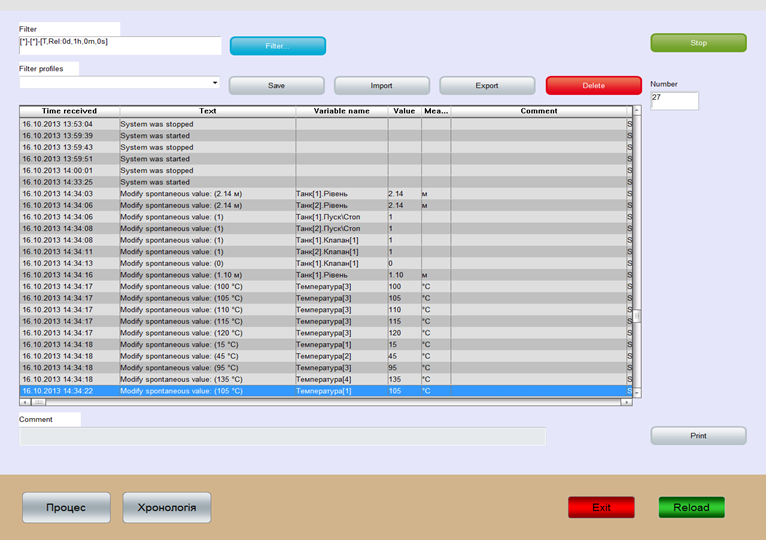 Filter
[*]-[*]-[T,Rel:0d,1h,0m,0s]
Filter...
Stop
Filter profiles
Save Import Export Delete
Number
27
Time received Text Variable name Value Mea... Comment
16.10.2013 13:53:04 System was stopped S
16.10.2013 13:59:39 System was started S
16.10.2013 13:59:43 System was stopped S
16.10.2013 13:59:51 System was started S
16.10.2013 14:00:01 System was stopped S
16.10.2013 14:33:25 System was started S
16.10.2013 14:34:03 Modify spontaneous value: (2.14 м) Танк[1].Рівень 2.14 м S
16.10.2013 14:34:06 Modify spontaneous value: (2.14 м) Танк[2].Рівень 2.14 м S
16.10.2013 14:34:06 Modify spontaneous value: (1) Танк[1].Пуск\Стоп 1 S
16.10.2013 14:34:08 Modify spontaneous value: (1) Танк[2].Пуск\Стоп 1 S
16.10.2013 14:34:08 Modify spontaneous value: (1) Танк[1].Клапан[1] 1 S
16.10.2013 14:34:11 Modify spontaneous value: (1) Танк[2].Клапан[1] 1 S
16.10.2013 14:34:13 Modify spontaneous value: (0) Танк[1].Клапан[1] 0 S
16.10.2013 14:34:16 Modify spontaneous value: (1.10 м) Танк[1].Рівень 1.10 м S
16.10.2013 14:34:17 Modify spontaneous value: (100 °C) Температура[3] 100 °C S
16.10.2013 14:34:17 Modify spontaneous value: (105 °C) Температура[3] 105 °C S
16.10.2013 14:34:17 Modify spontaneous value: (110 °C) Температура[3] 110 °C S
16.10.2013 14:34:17 Modify spontaneous value: (115 °C) Температура[3] 115 °C S
16.10.2013 14:34:17 Modify spontaneous value: (120 °C) Температура[3] 120 °C S
16.10.2013 14:34:18 Modify spontaneous value: (15 °C) Температура[1] 15 °C S
16.10.2013 14:34:18 Modify spontaneous value: (45 °C) Температура[2] 45 °C S
16.10.2013 14:34:18 Modify spontaneous value: (95 °C) Температура[3] 95 °C S
16.10.2013 14:34:18 Modify spontaneous value: (135 °C) Температура[4] 135 °C S
16.10.2013 14:34:22 Modify spontaneous value: (105 °C) Температура[1] 105 °C S
Comment
Print
Процес Хронологія Exit Reload